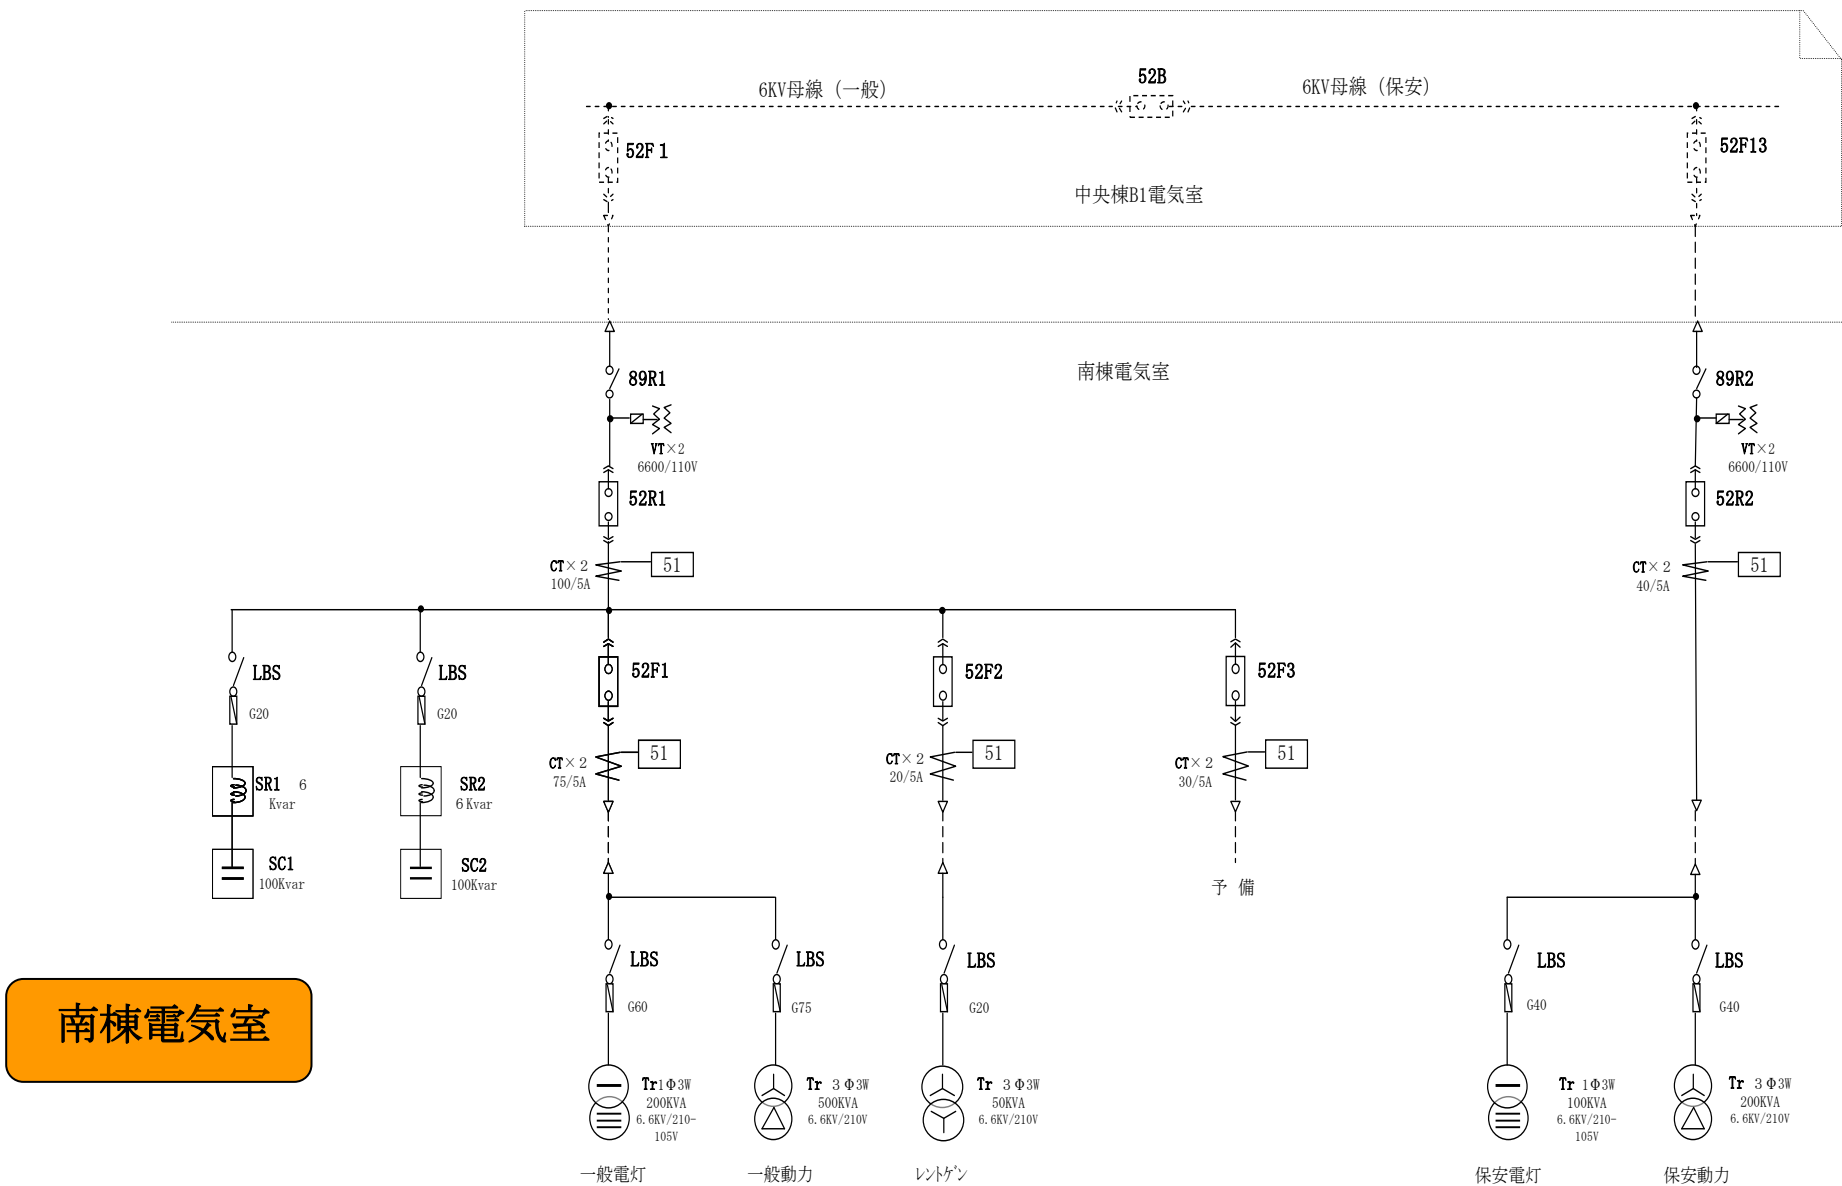 52B
6KV母線（一般）
6KV母線（保安）
52F１
52F13
中央棟B1電気室
南棟電気室
89R1
89R2
VT×2
6600/110V
VT×2
6600/110V
52R1
52R2
CT×２
100/5A
51
CT×２
40/5A
51
LBS
G20
LBS
G20
52F1
52F2
52F3
CT×２
75/5A
51
CT×２
20/5A
51
CT×２
30/5A
51
SR1　6
Kvar
SR2
６Kvar
SC1
100Kvar
SC2
100Kvar
予　備
LBS
G60
LBS
G75
LBS
G20
LBS
G40
LBS
G40
南棟電気室
Tr1Φ3W
200KVA
6.6KV/210-
105V
Tr ３Φ3W
500KVA
6.6KV/210V
Tr ３Φ3W
50KVA
6.6KV/210V
Tr 1Φ3W
100KVA
6.6KV/210-
105V
Tr ３Φ3W
200KVA
6.6KV/210V
一般電灯
一般動力
ﾚﾝﾄｹﾞﾝ
保安電灯
保安動力